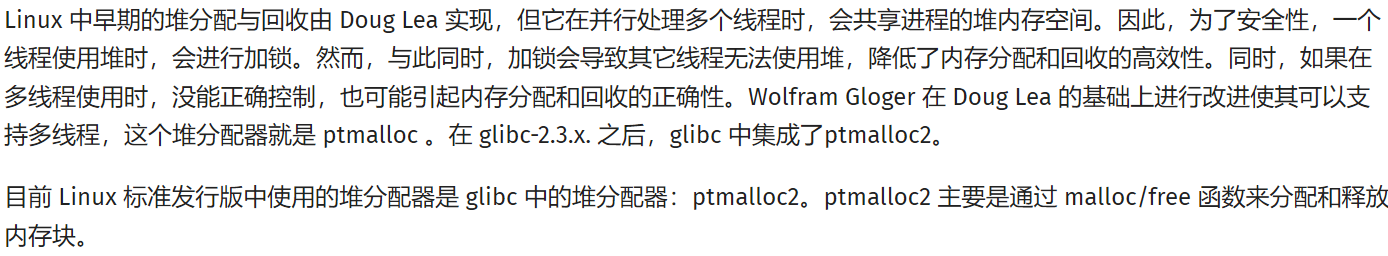 Linux 中早期的堆分配与回收由 Doug Lea 实现，但它在并行处理多个线程时，会共享进程的堆内存空间。因此，为了安全性，一个
线程使用堆时，会进行加锁。然而，与此同时，加锁会导致其它线程无法使用堆，降低了内存分配和回收的高效性。同时，如果在
多线程使用时，没能正确控制，也可能引起内存分配和回收的正确性。Wolfram Gloger 在 Doug Lea 的基础上进行改进使其可以支
持多线程，这个堆分配器就是 ptmalloc 。在 glibc-2.3.x. 之后，glibc 中集成了ptmalloc2。
目前 Linux 标准发行版中使用的堆分配器是 glibc 中的堆分配器：ptmalloc2。ptmalloc2 主要是通过 malloc/free 函数来分配和释放
内存块。